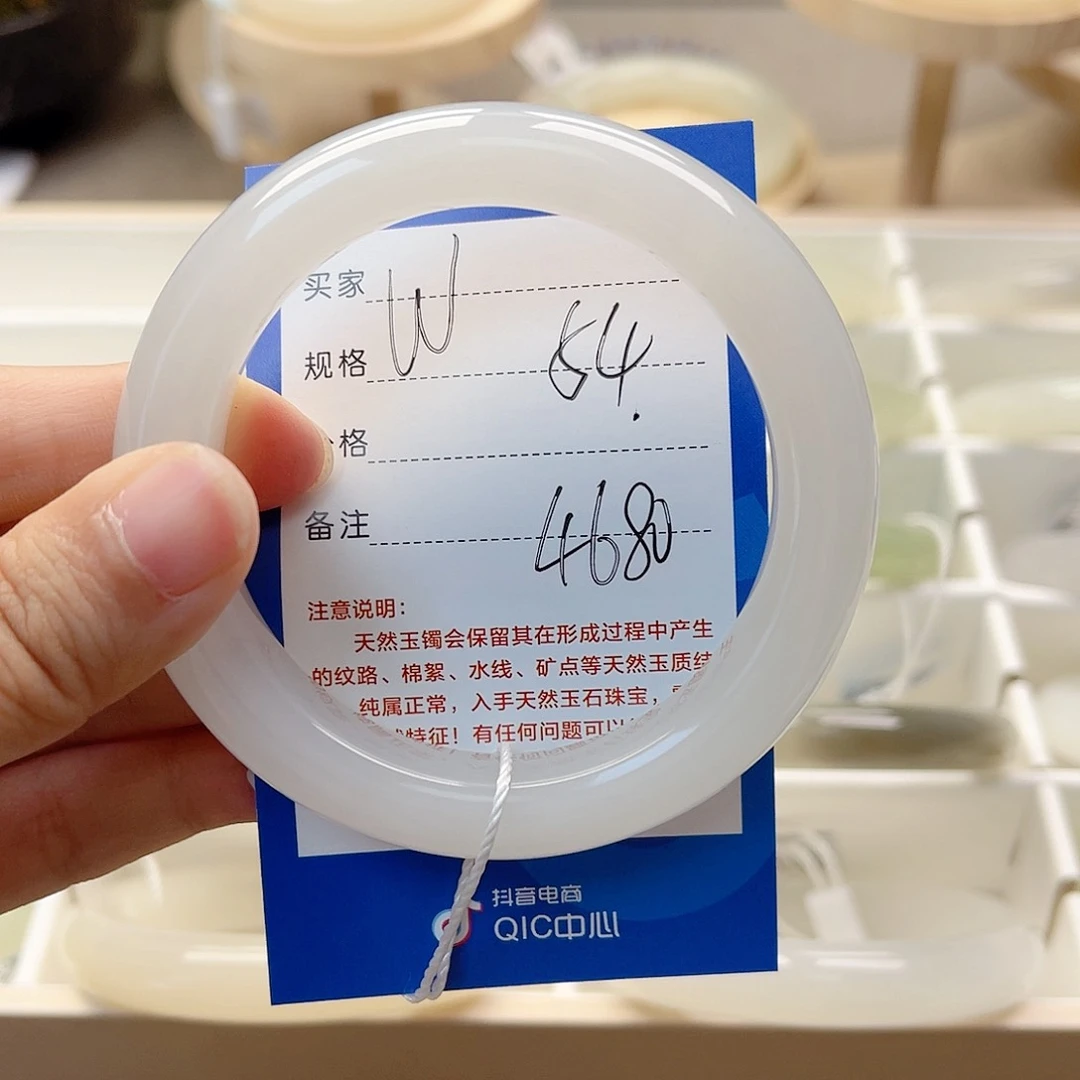 买家 W
规格 54.
格
备注 4680
注意说明：
天然玉镯会保留其在形成过程中产生
的纹路、棉絮、水线、矿点等天然玉质结
纯属正常，入手天然玉石珠宝，
特征！有任何问题可以
抖音电商
QIC中心